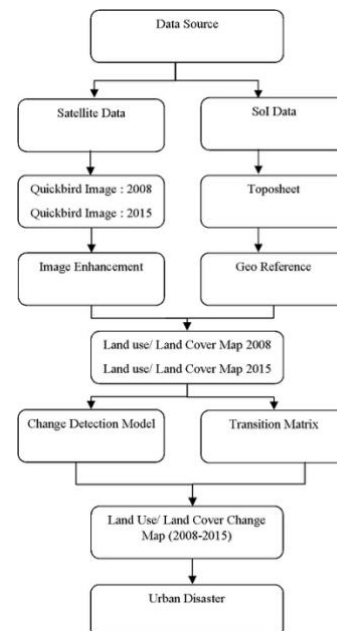 Data Source
Satellite Data
SoI Data
Quickbird Image : 2008
Quickbird Image : 2015
Toposheet
Image Enhancement
Geo Reference
Land use/ Land Cover Map 2008
Land use/ Land Cover Map 2015
Change Detection Model
Transition Matrix
Land Use/ Land Cover Change
Map (2008-2015)
Urban Disaster